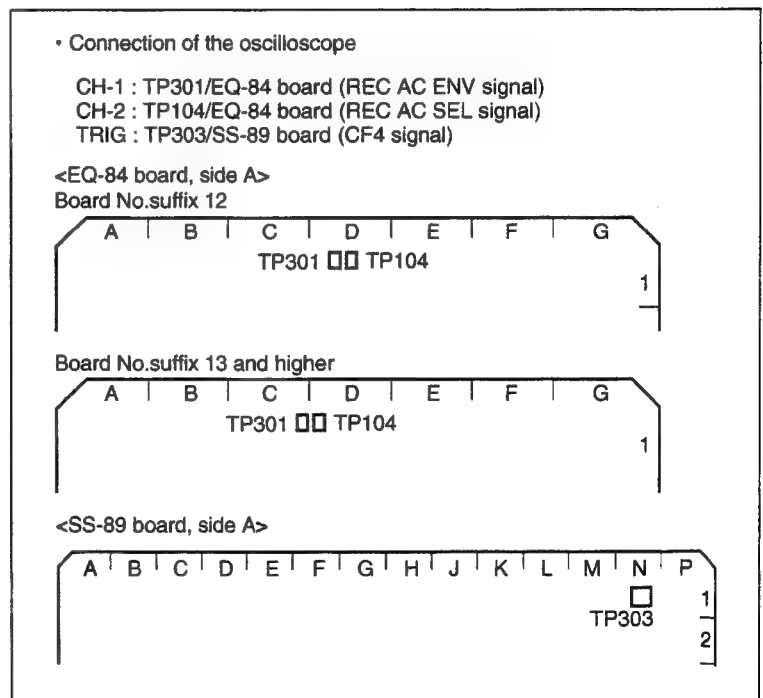 • Connection of the oscilloscope
CH-1 : TP301/EQ-84 board (REC AC ENV signal)
CH-2 : TP104/EQ-84 board (REC AC SEL signal)
TRIG : TP303/SS-89 board (CF4 signal)
<EQ-84 board, side A>
Board No.suffix 12
A B C D E F G
TP301 TP104
1
Board No.suffix 13 and higher
A B C D E F G
TP301 TP104
1
<SS-89 board, side A>
A B C D E F G H J K L M N P
1
TP303
2